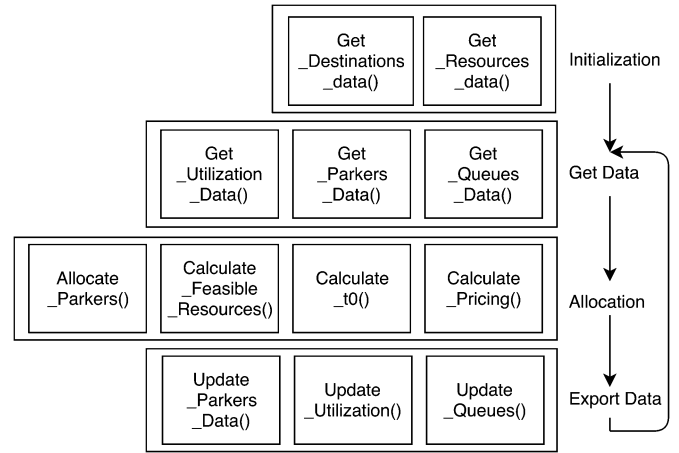 Get
_Destinations
_data()
Get
_Resources
_data()
Initialization
Get
_Utilization
_Data()
Get
_Parkers
_Data()
Get
_Queues
_Data()
Get Data
Allocate
_Parkers()
Calculate
_Feasible
_Resources()
Calculate
_t0()
Calculate
_Pricing()
Allocation
Update
_Parkers
_Data()
Update
_Utilization()
Update
_Queues()
Export Data